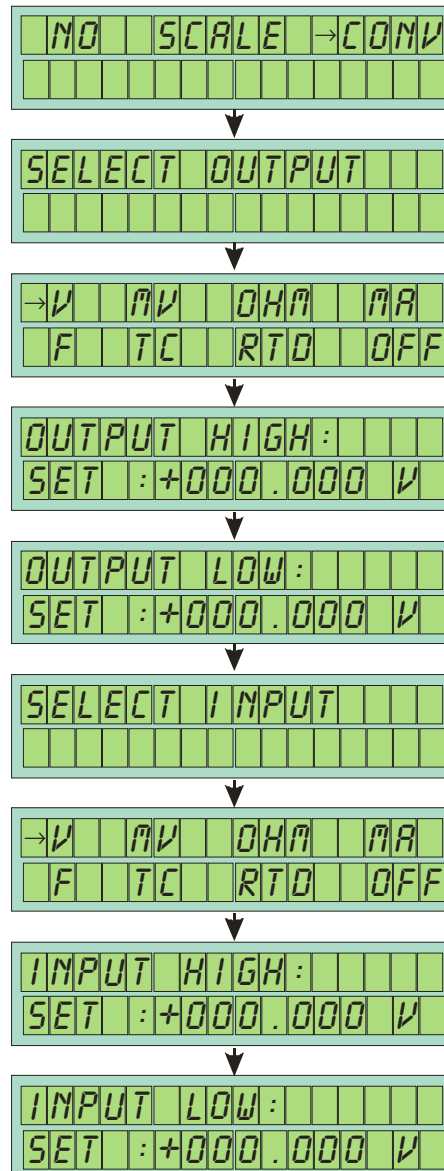 NO SCALE →CONV
SELECT OUTPUT
→V MV OHM MA
F TC RTD OFF
OUTPUT HIGH:
SET :+000.000 V
OUTPUT LOW:
SET :+000.000 V
SELECT INPUT
→V MV OHM MA
F TC RTD OFF
INPUT HIGH:
SET :+000.000 V
INPUT LOW:
SET :+000.000 V